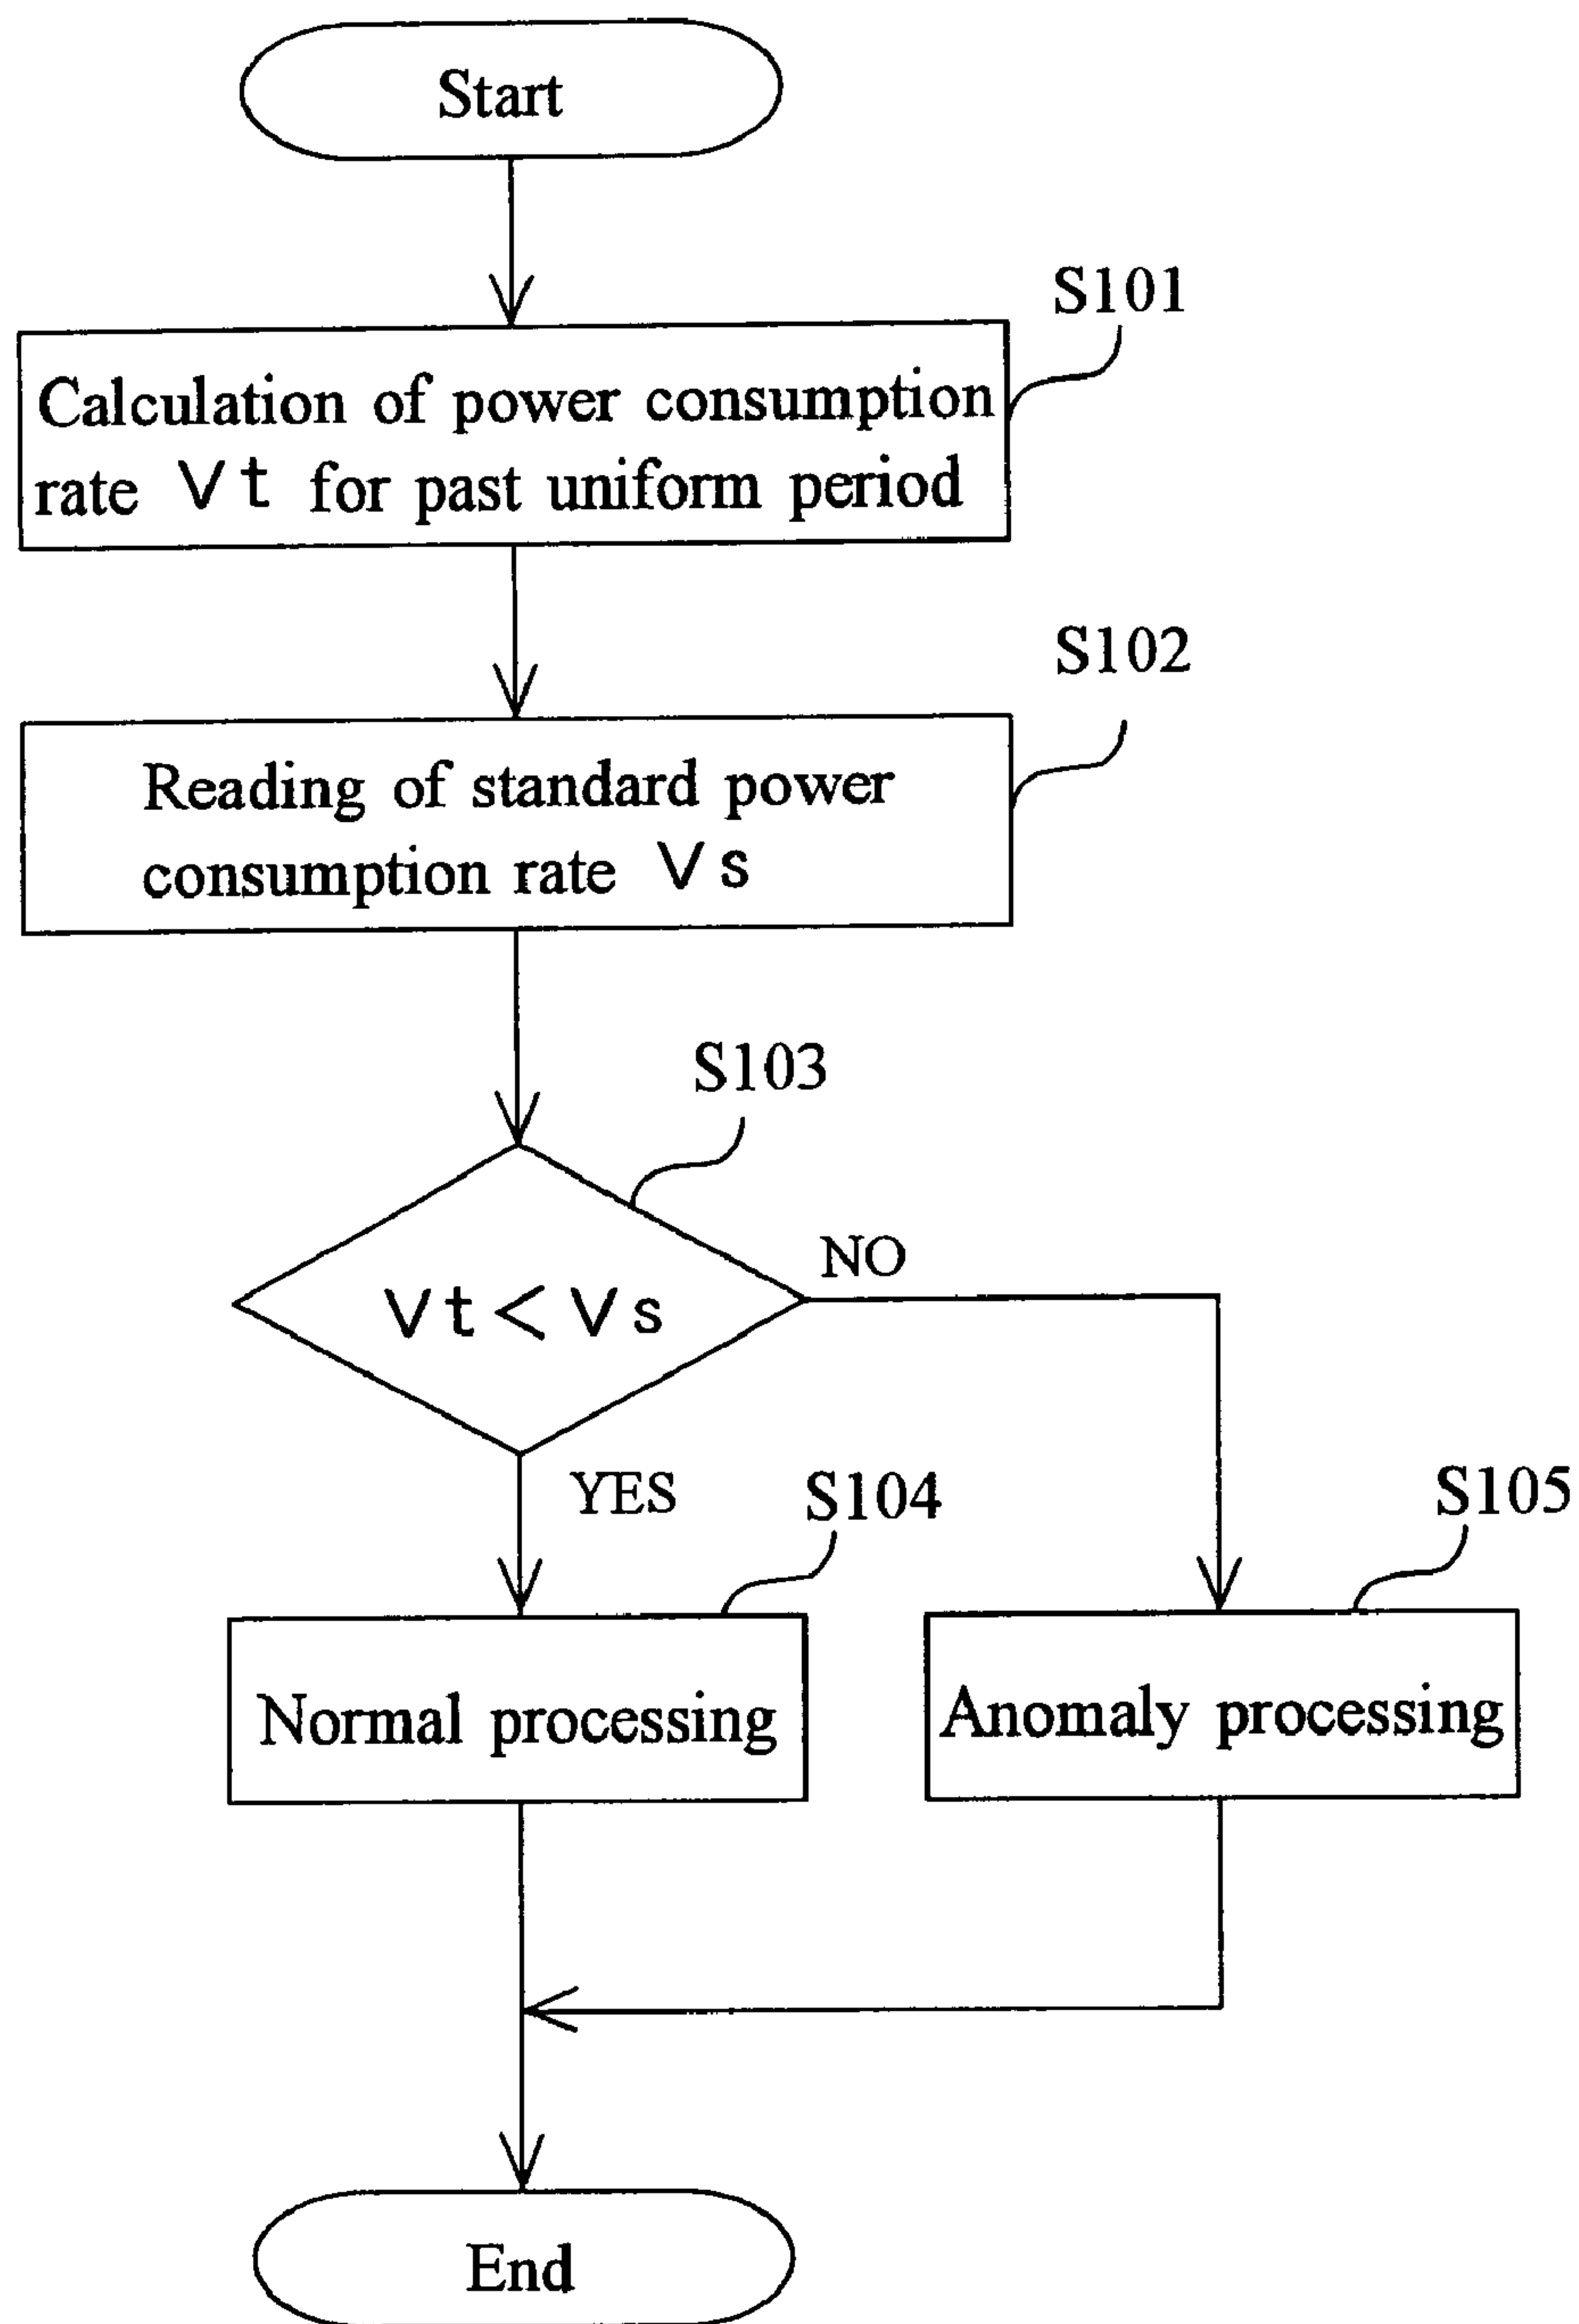 Start
S101
Calculation of power consumption
rate Vt for past uniform period
S102
Reading of standard power
consumption rate Vs
S103
Vt<Vs
NO
YES
S104
S105
Normal processing
Anomaly processing
End